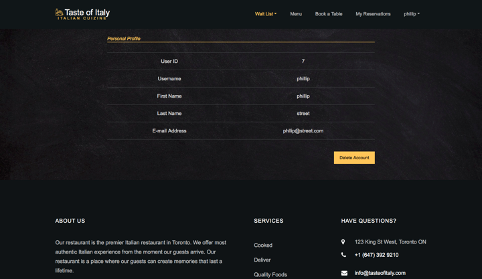 Taste of Italy
ITALIAN CUIZINE
Wait List
Menu
Book a Table
My Reservations
phillip
Personal Profile
User ID 7
Username phillip
First Name phillip
Last Name street
E-mail Address phillip@street.com
Delete Account
ABOUT US
Our restaurant is the premier Italian restaurant in Toronto. We offer most
authentic Italian experience from the moment our guests arrive. Our
restaurant is a place where our guests can create memories that last a
lifetime.
SERVICES
Cooked
Deliver
Quality Foods
HAVE QUESTIONS?
123 King St West, Toronto ON
+1 (647) 392 9210
info@tasteofitaly.com